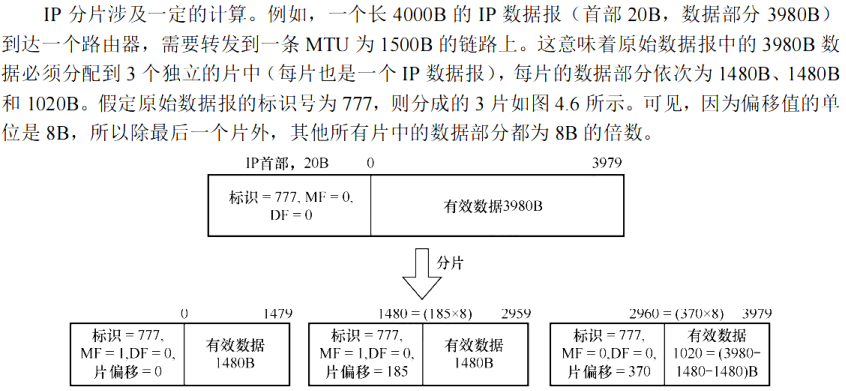 IP 分片涉及一定的计算。例如，一个长 4000B 的 IP 数据报（首部 20B，数据部分 3980B）
到达一个路由器，需要转发到一条 MTU 为 1500B 的链路上。这意味着原始数据报中的 3980B 数
据必须分配到 3 个独立的片中（每片也是一个 IP 数据报），每片的数据部分依次为 1480B、1480B
和 1020B。假定原始数据报的标识号为 777，则分成的 3 片如图 4.6 所示。可见，因为偏移值的单
位是 8B，所以除最后一个片外，其他所有片中的数据部分都为 8B 的倍数。
IP首部，20B 0 3979
标识 = 777, MF = 0,
DF = 0
有效数据3980B
分片
0 1479
标识 = 777,
MF = 1,DF = 0,
片偏移 = 0
有效数据
1480B
1480 = (185×8) 2959
标识 = 777,
MF = 1,DF = 0,
片偏移 = 185
有效数据
1480B
2960 = (370×8) 3979
标识 = 777,
MF = 0,DF = 0,
片偏移 = 370
有效数据
1020 = (3980−
1480−1480)B